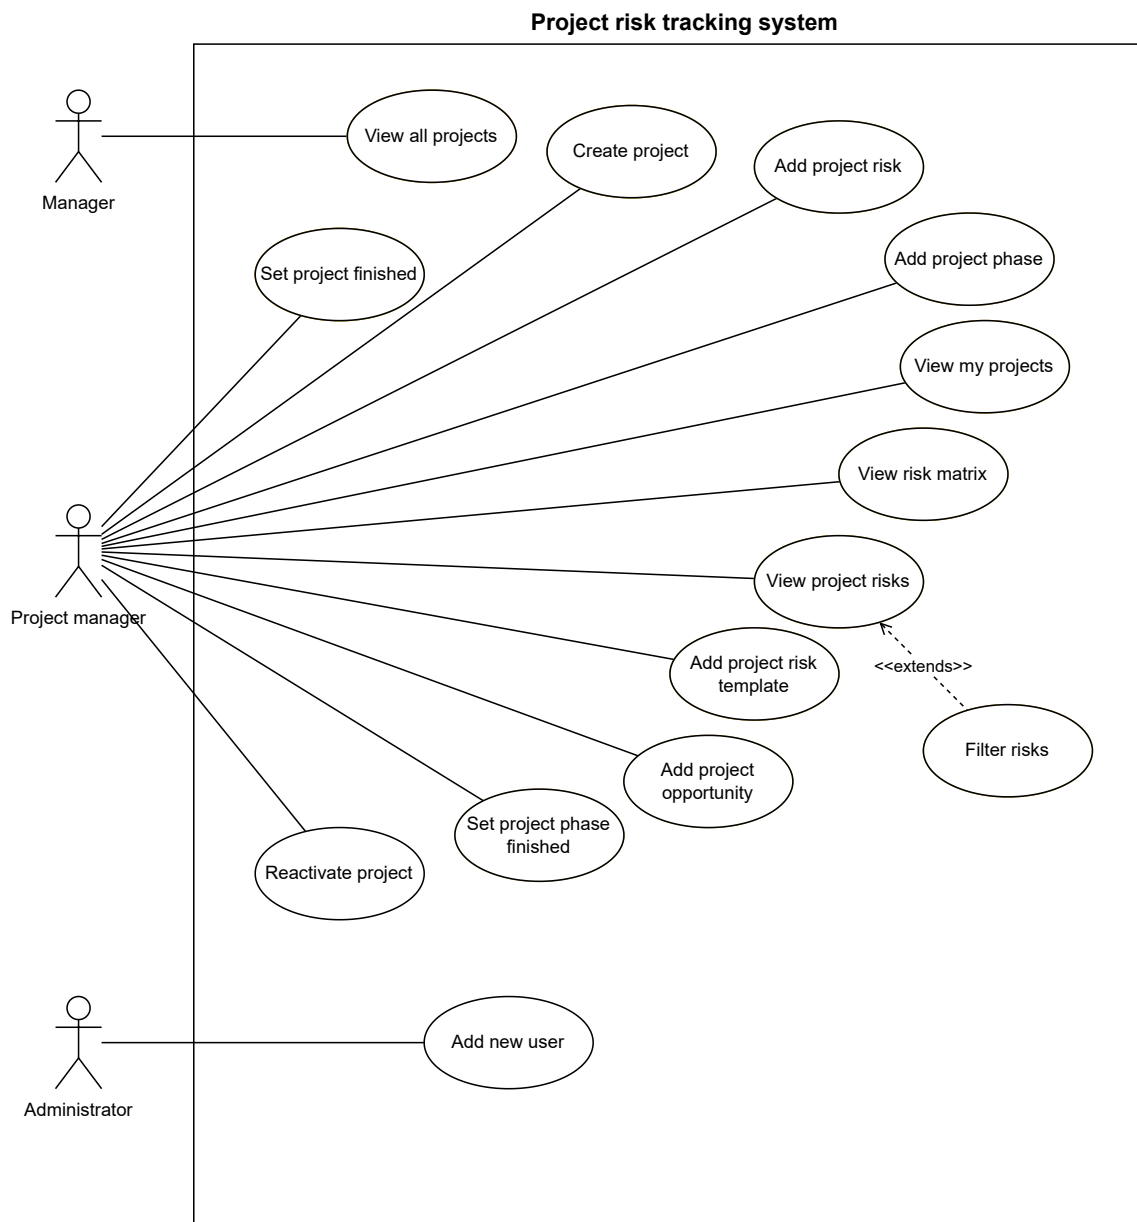 Project risk tracking system
View all projects
Create project
Add project risk
Manager
Set project finished
Add project phase
View my projects
View risk matrix
View project risks
Project manager
Add project risk
template
<<extends>>
Filter risks
Add project
opportunity
Set project phase
finished
Reactivate project
Add new user
Administrator